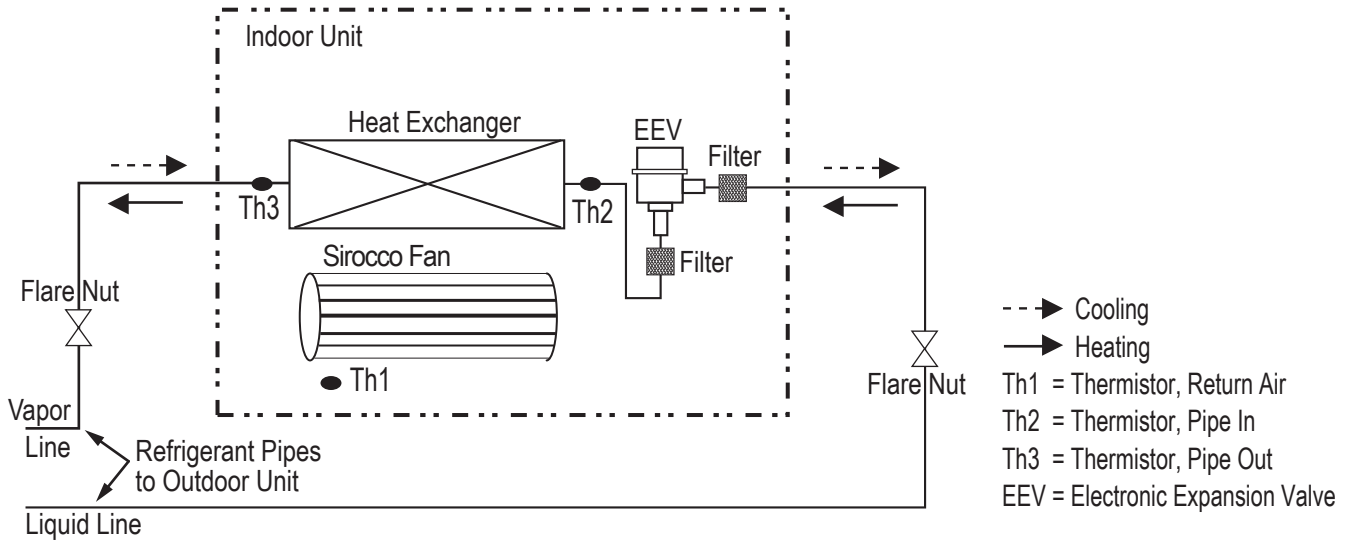 Indoor Unit
Heat Exchanger
EEV
Filter
Th3
Th2
Sirocco Fan
Filter
Flare Nut
Th1
Flare Nut
Vapor
Line
Refrigerant Pipes
to Outdoor Unit
Liquid Line
Cooling
Heating
Th1 = Thermistor, Return Air
Th2 = Thermistor, Pipe In
Th3 = Thermistor, Pipe Out
EEV = Electronic Expansion Valve